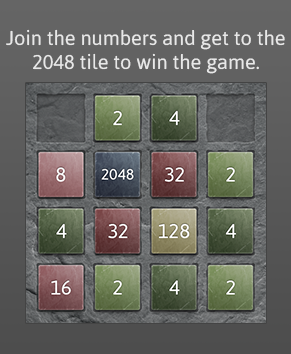 Join the numbers and get to the
2048 tile to win the game.
2 4
8 2048 32 2
4 32 128 4
16 2 4 2